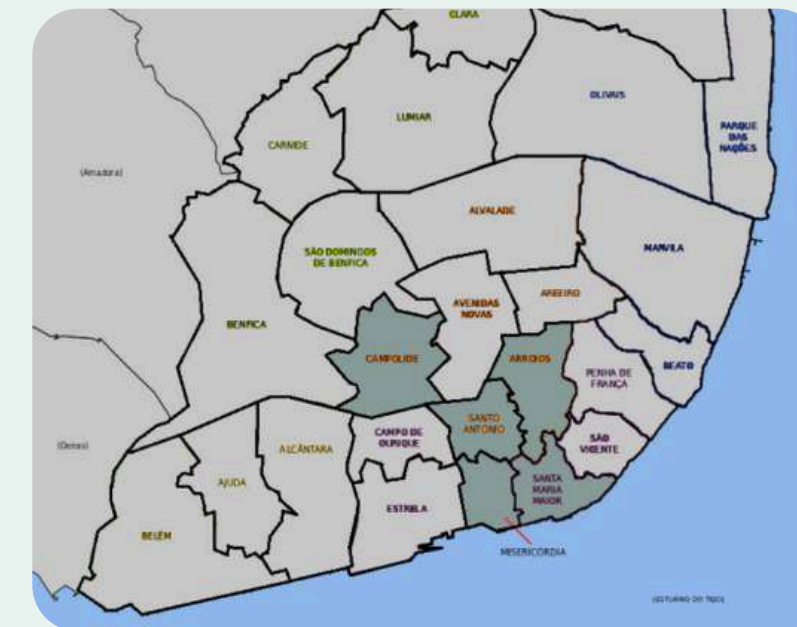 CLARA
OLIVAIS
LUMIAR
PARQUE
DAS
NAÇÕES
CARNIDE
(Amadora)
ALVALADE
SÃO DOMINGOS
DE BENFICA
MARVILA
AREEIRO
AVENIDAS
NOVAS
BENFICA
CAMPOLIDE
ARROIOS
BEATO
PENHA DE
FRANÇA
SANTO
ANTONIO
CAMPO DE
OURIQUE
SÃO
VICENTE
(Oeiras)
ALCÂNTARA
AJUDA
SANTA
MARIA
MAIOR
ESTRELA
BELÉM
MISERICÓRDIA
(ESTUÁRIO DO TEJO)